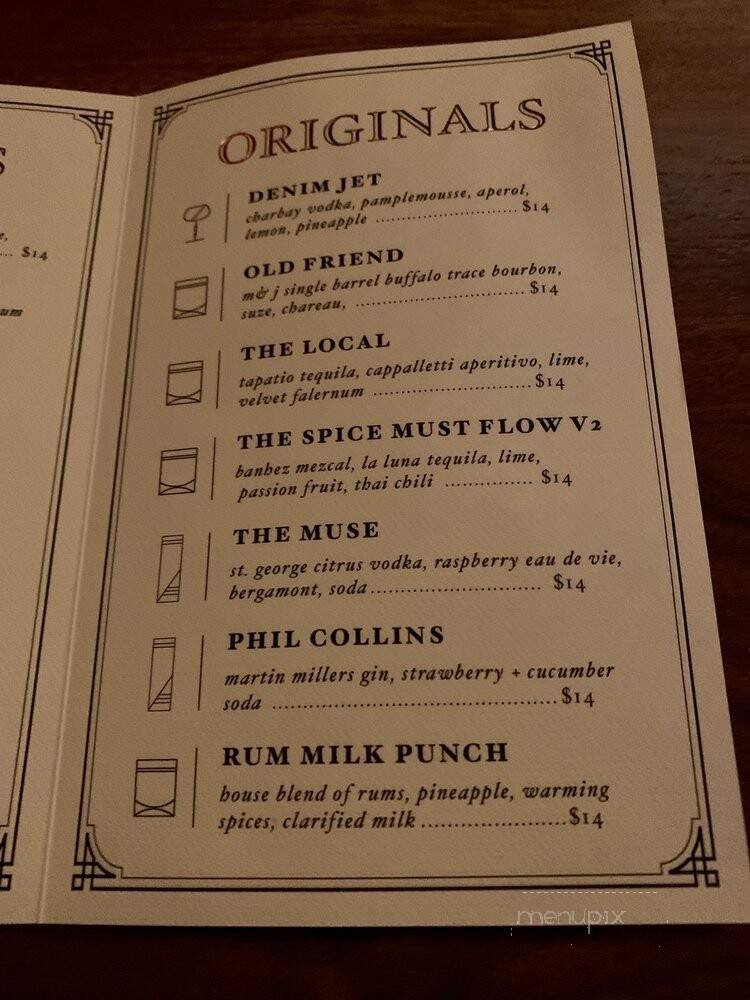 S
e,
... $14
um
ORIGINALS
DENIM JET
charbay vodka, pamplemousse, aperol,
lemon, pineapple ........................... $14
OLD FRIEND
m&j single barrel buffalo trace bourbon,
suze, chareau, ................................ $14
THE LOCAL
tapatio tequila, cappalletti aperitivo, lime,
velvet falernum ............................. $14
THE SPICE MUST FLOW V2
banhez mezcal, la luna tequila, lime,
passion fruit, thai chili ............... $14
THE MUSE
st. george citrus vodka, raspberry eau de vie,
bergamont, soda............................ $14
PHIL COLLINS
martin millers gin, strawberry + cucumber
soda ..............................................$14
RUM MILK PUNCH
house blend of rums, pineapple, warming
spices, clarified milk ......................$14
menupix